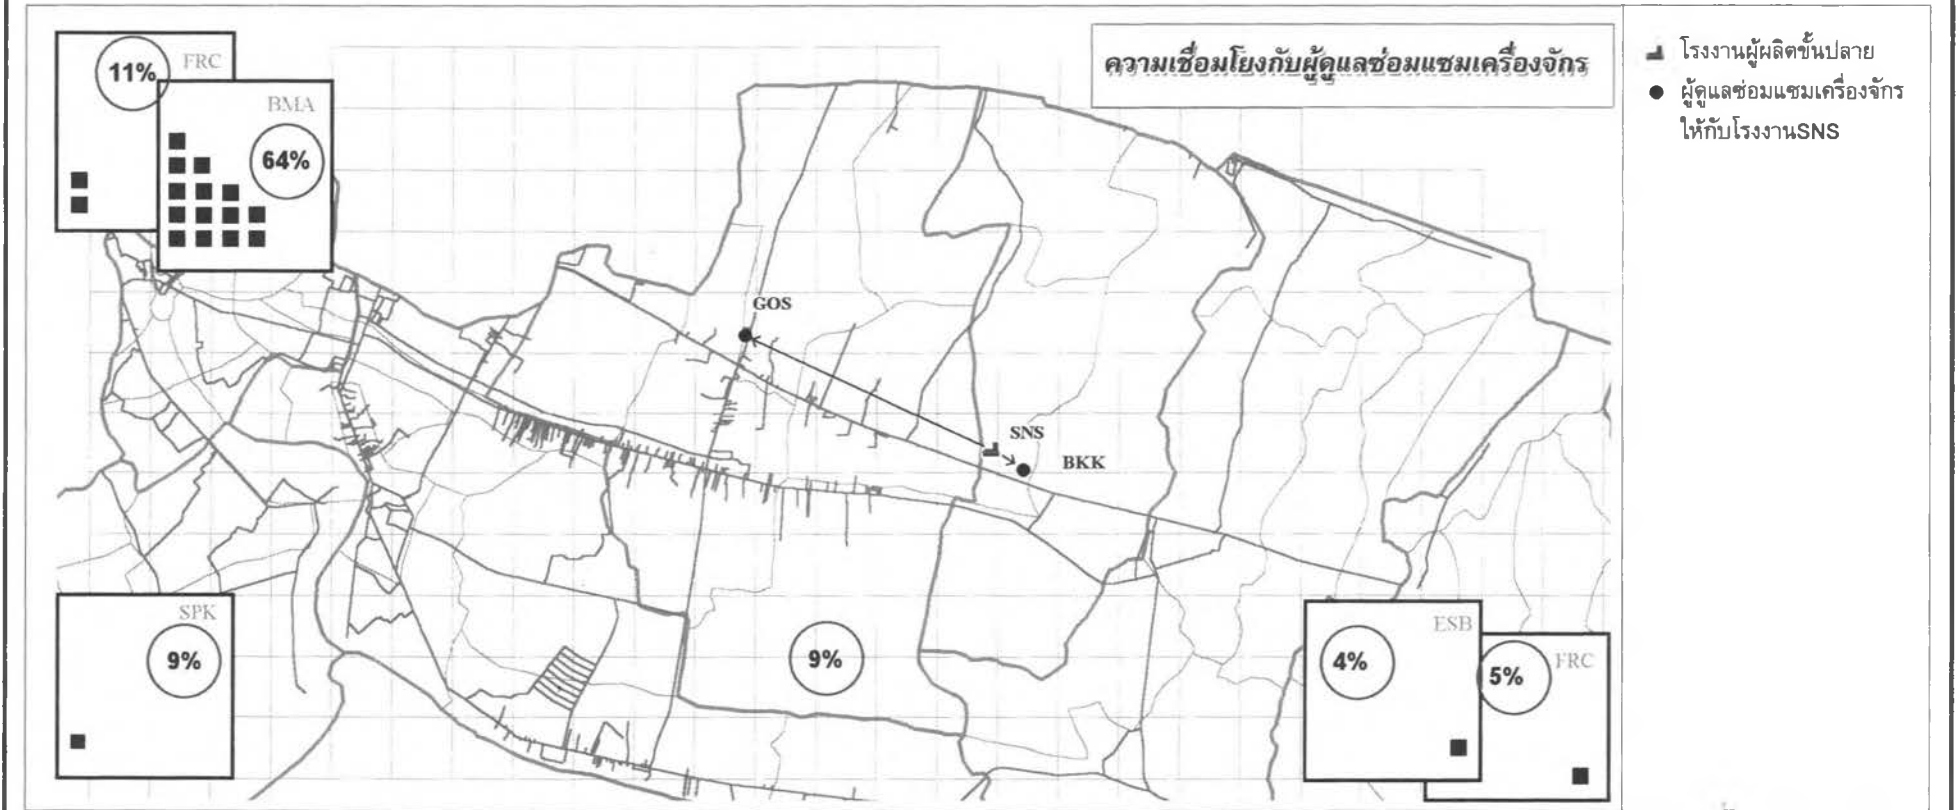 ความเชื่อมโยงกับผู้ดูแลซ่อมแซมเครื่องจักร
โรงงานผู้ผลิตขั้นปลาย
ผู้ดูแลซ่อมแซมเครื่องจักร
ให้กับโรงงานSNS
11%
FRC
BMA
64%
GOS
SNS
BKK
SPK
9%
9%
ESB
4%
FRC
5%